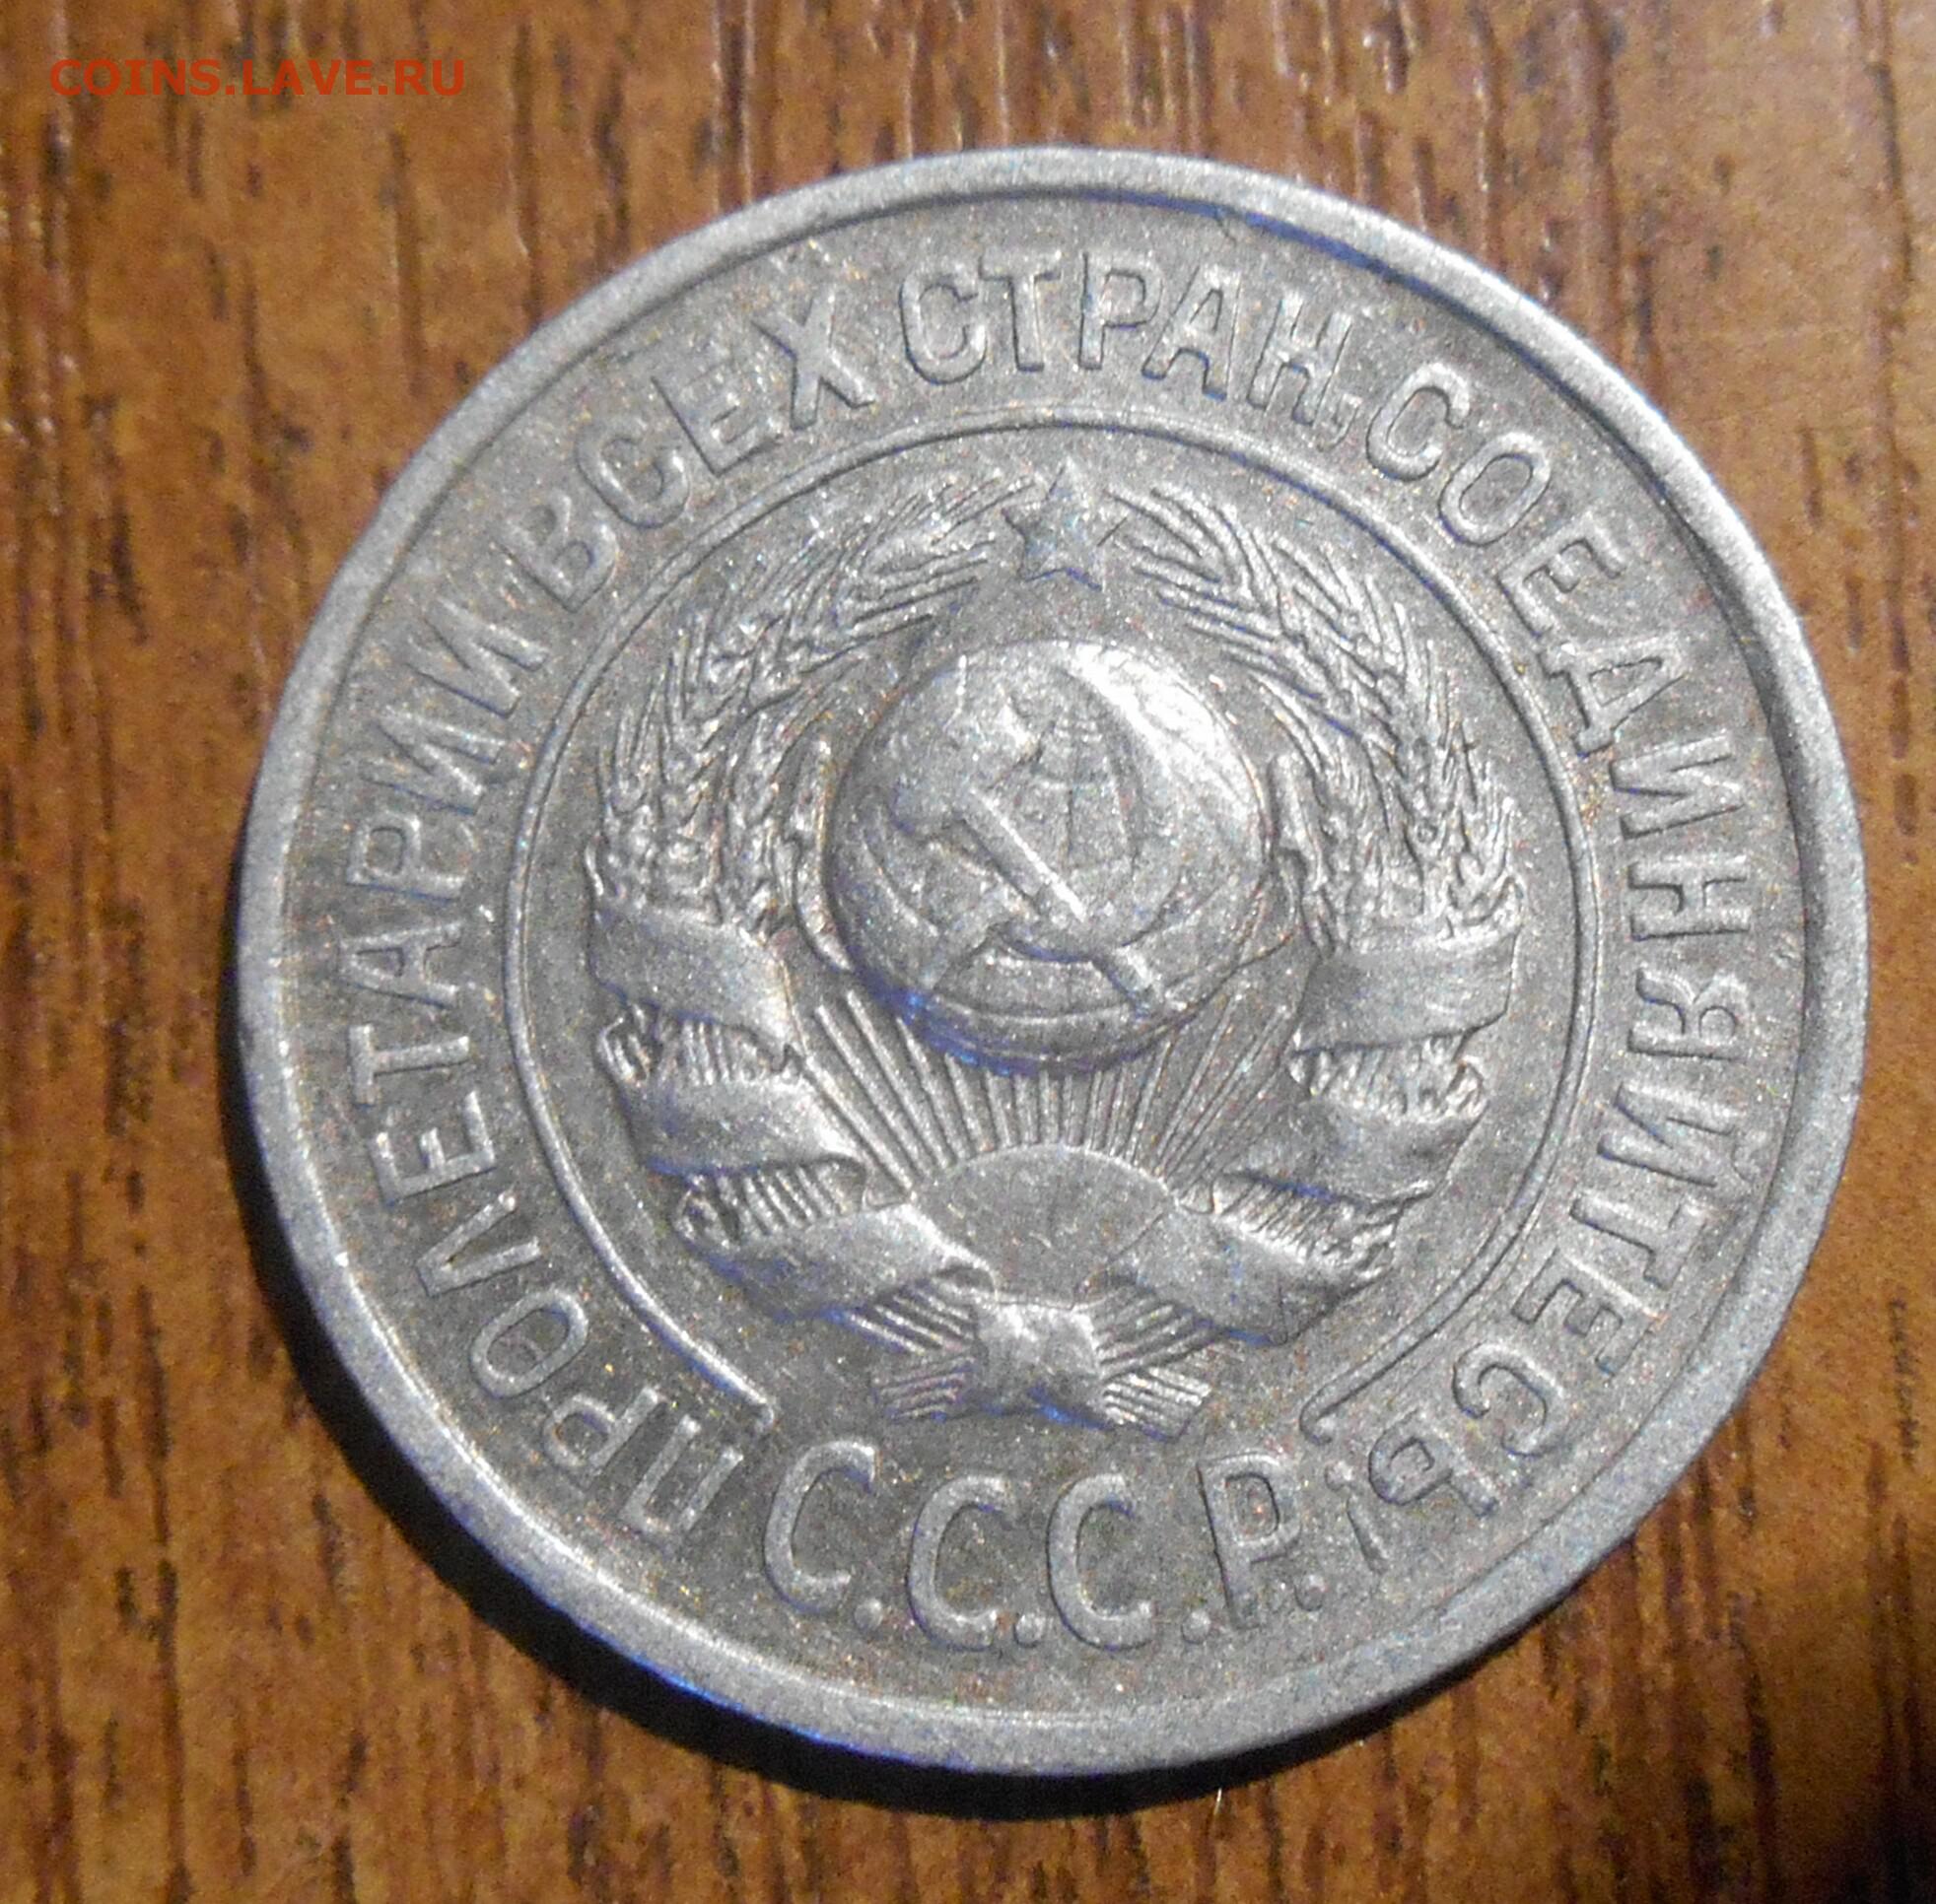 COINS.LAVE.RU
ПРОЛЕТАРИИ ВСЕХ СТРАН, СОЕДИНЯЙТЕСЬ!
С.С.С.Р.